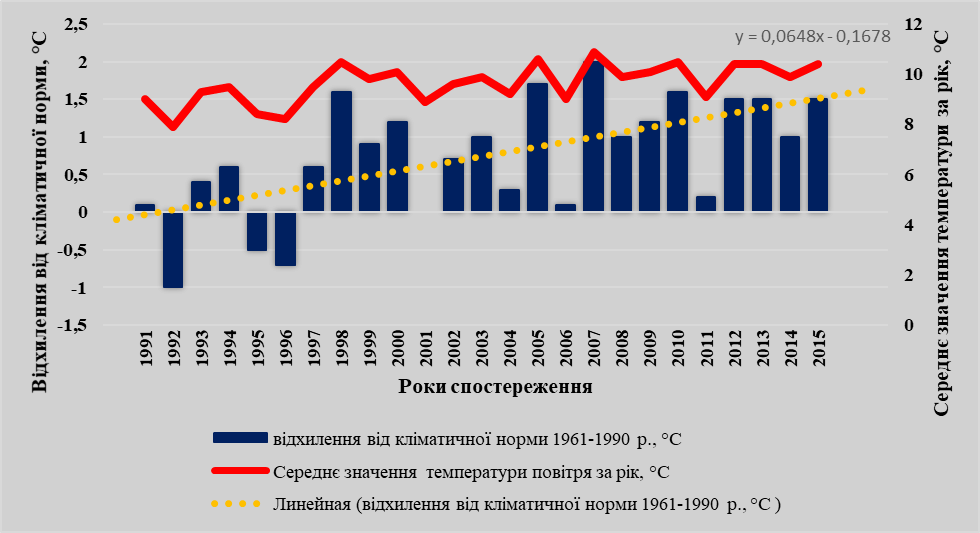 y = 0,0648x - 0,1678
Відхилення від кліматичної норми, °С
2,5
2
1,5
1
0,5
0
-0,5
-1
-1,5
12
10
8
6
4
2
0
Середнє значення температури за рік, °С
1991 1992 1993 1994 1995 1996 1997 1998 1999 2000 2001 2002 2003 2004 2005 2006 2007 2008 2009 2010 2011 2012 2013 2014 2015
Роки спостереження
відхилення від кліматичної норми 1961-1990 р., °С
Середнє значення температури повітря за рік, °С
Линейная (відхилення від кліматичної норми 1961-1990 р., °С )